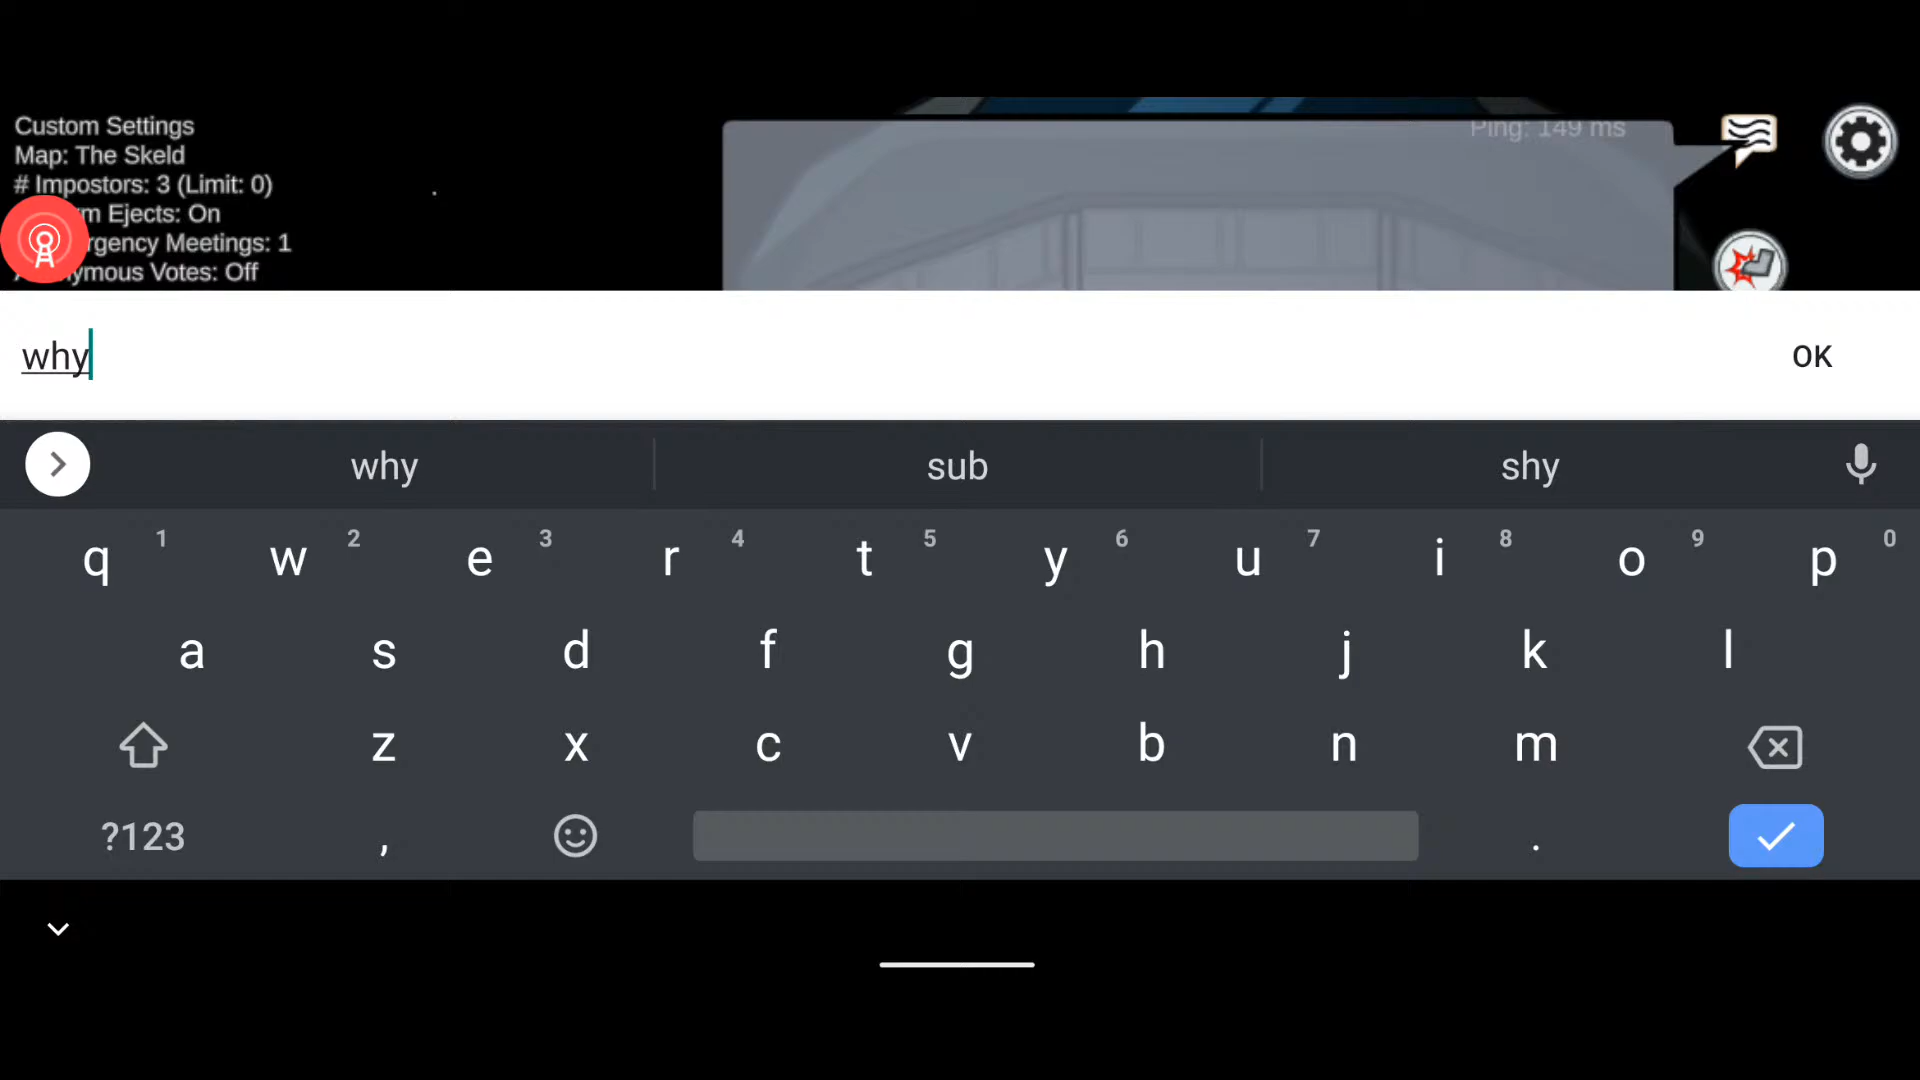 Custom Settings
Map: The Skeld
# Impostors: 3 (Limit: 0)
rm Ejects: On
rgency Meetings: 1
ymous Votes: Off
Ping: 149 ms
why
OK
why sub shy
q 1 w 2 e 3 r 4 t 5 y 6 u 7 i 8 o 9 p 0
a s d f g h j k l
z x c v b n m
?123 , .